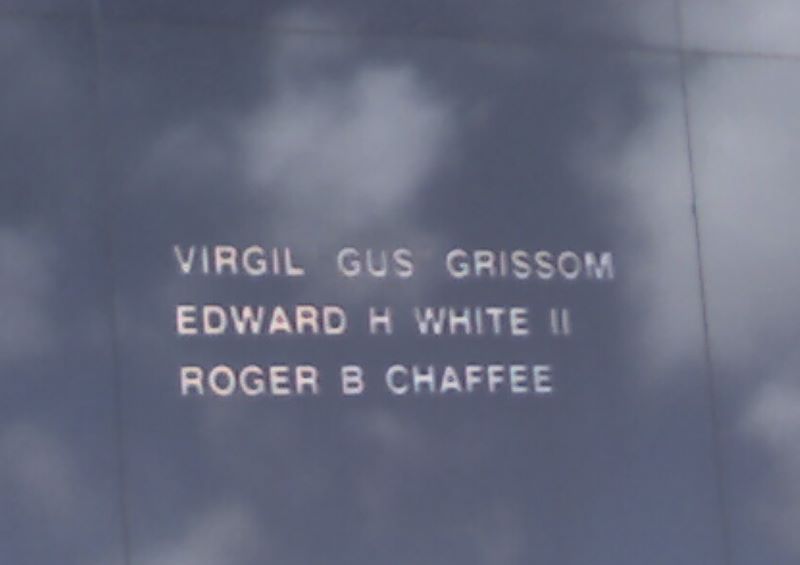 VIRGIL GUS GRISSOM
EDWARD H WHITE II
ROGER B CHAFFEE